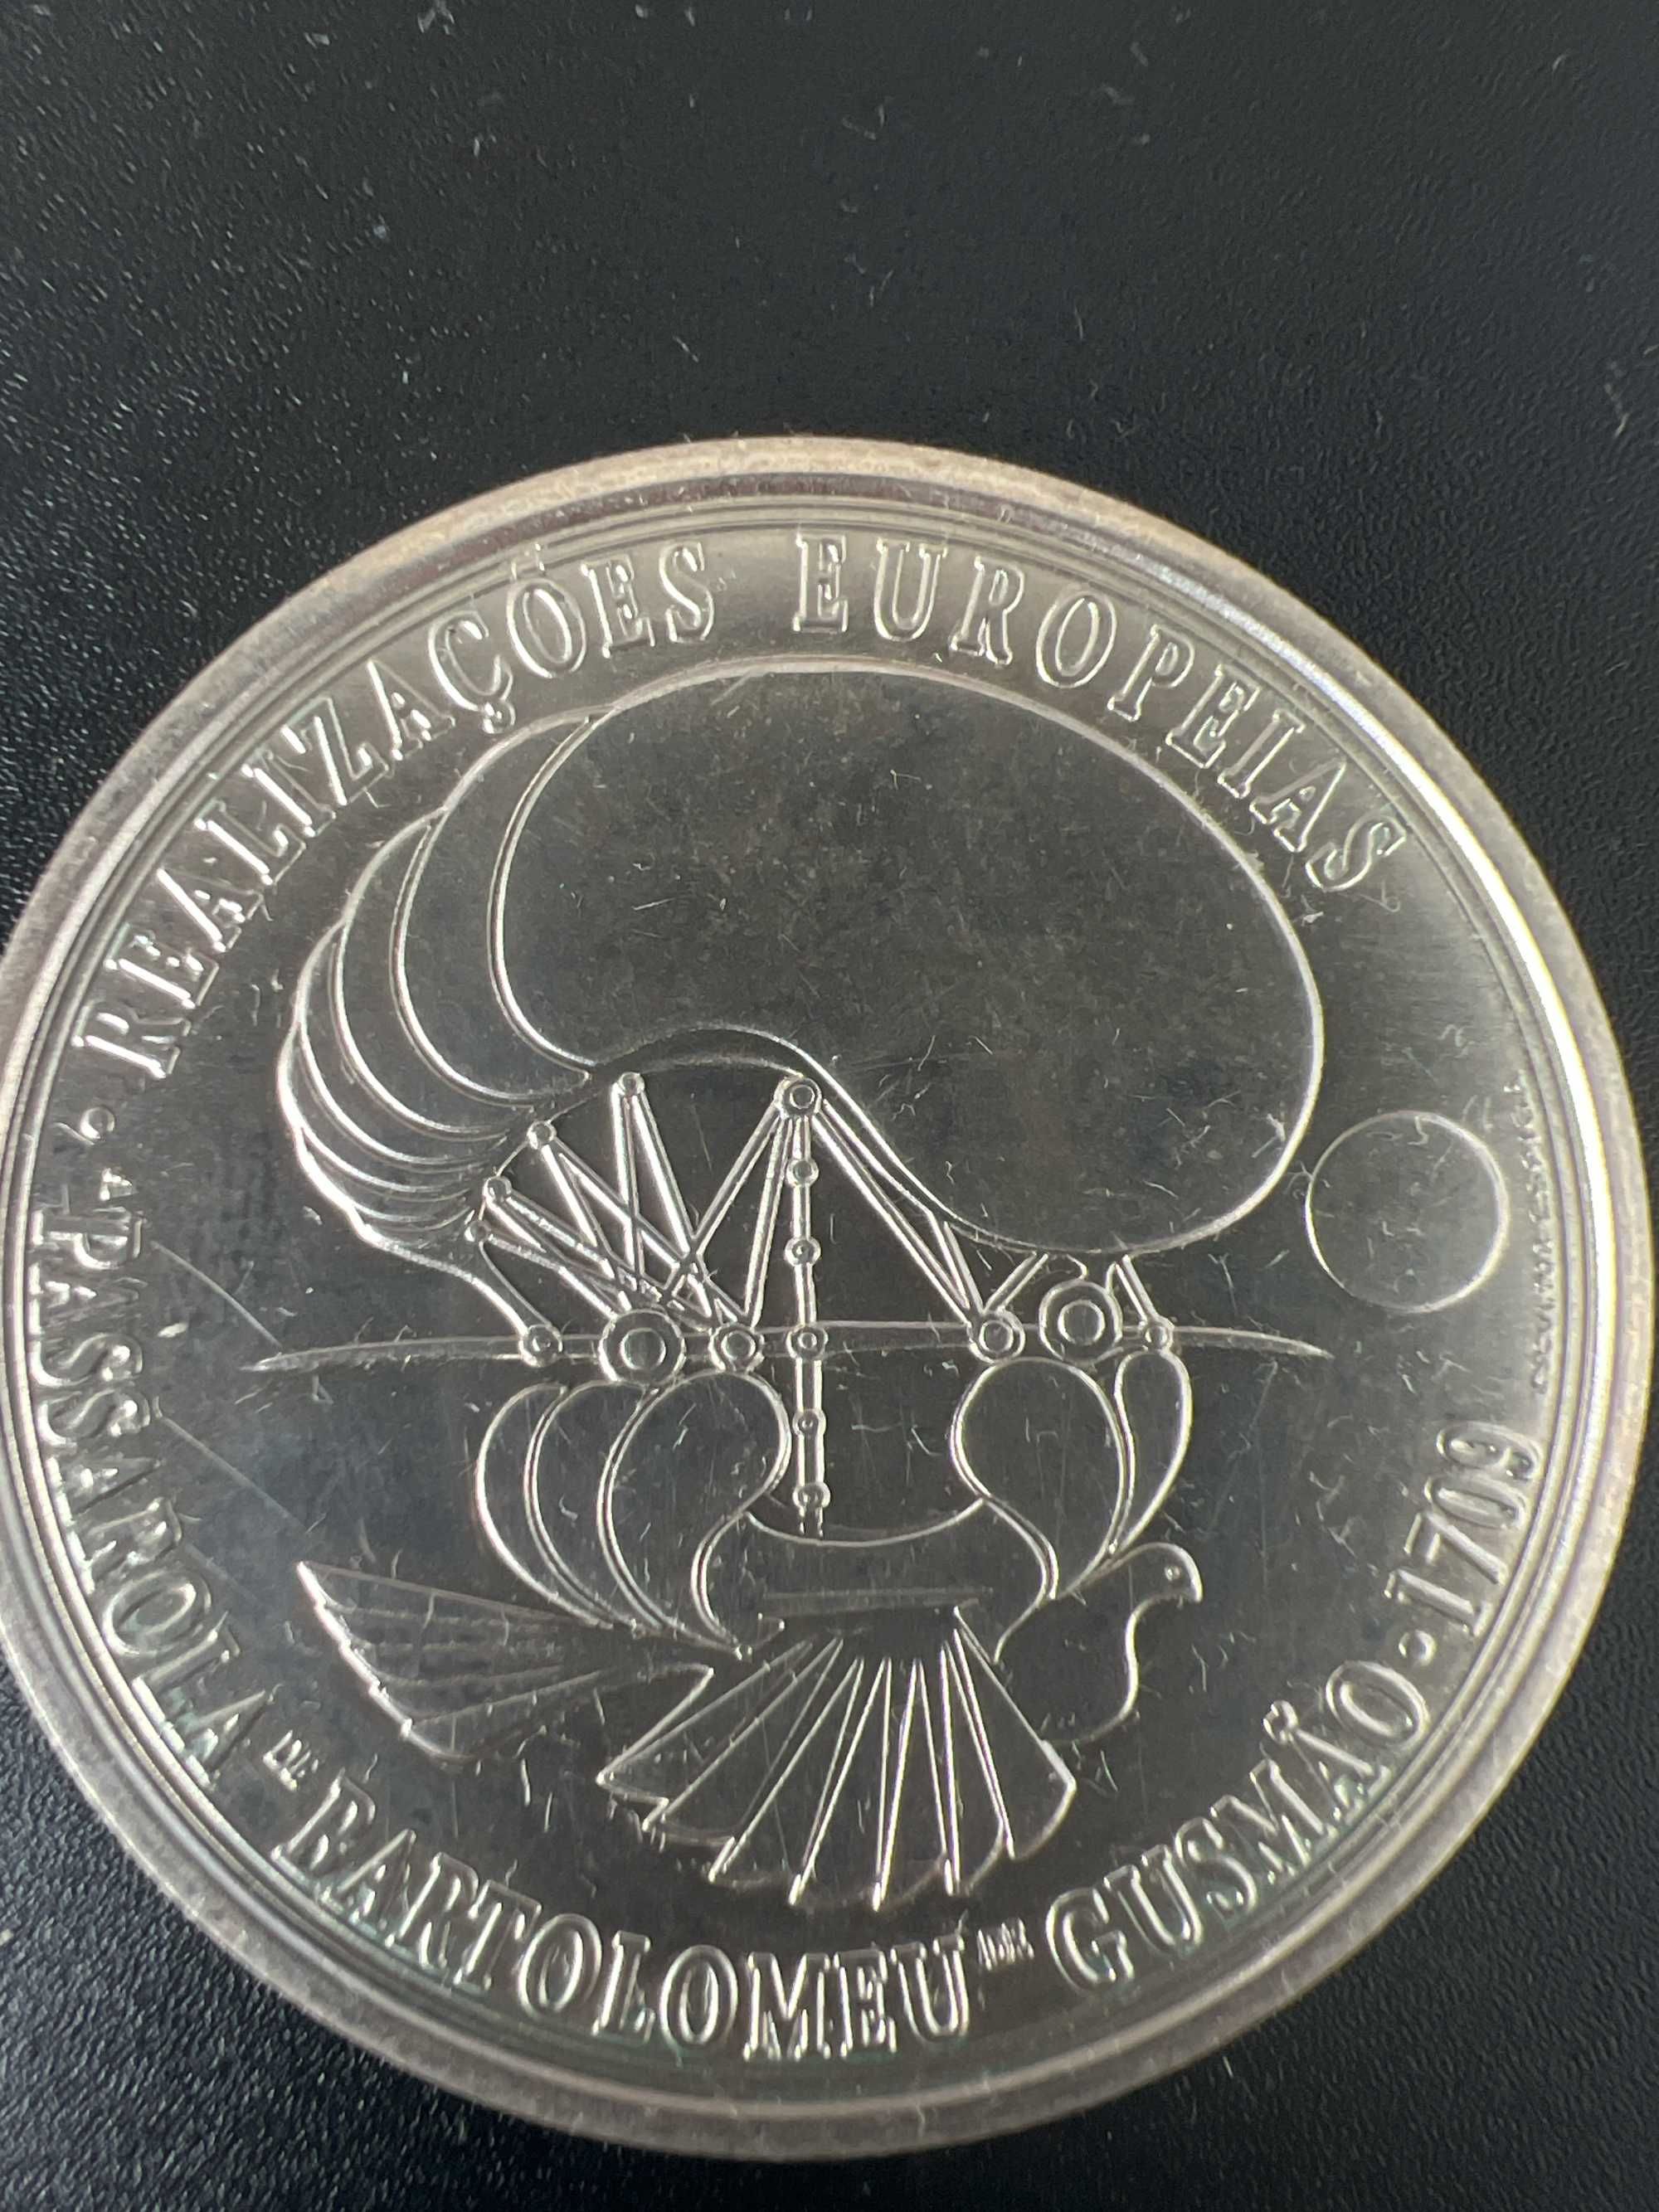 REALIZAÇÕES EUROPEIAS
A PASSAROLA DE BARTOLOMEU DE GUSMÃO • 1709